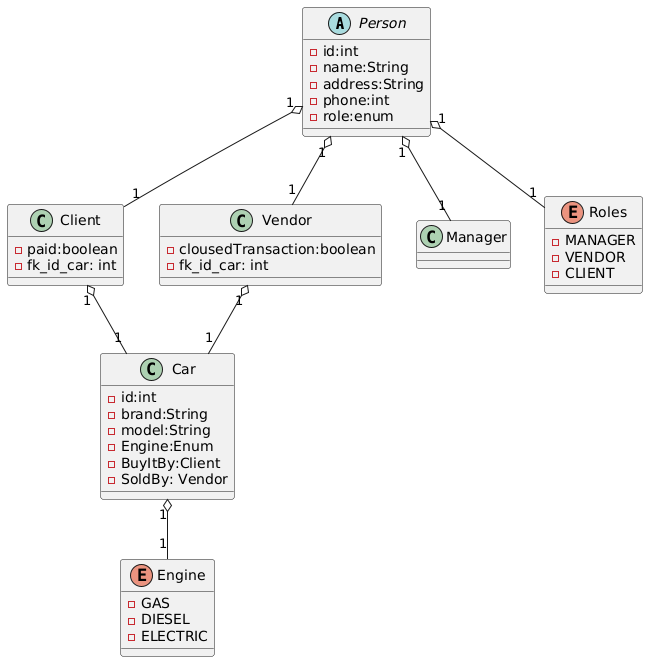 A Person
id:int
name:String
address:String
phone:int
role:enum
1
1
1
1
1
1
1
1
C Client
paid:boolean
fk_id_car: int
C Vendor
clousedTransaction:boolean
fk_id_car: int
C Manager
E Roles
MANAGER
VENDOR
CLIENT
1
1
1
1
C Car
id:int
brand:String
model:String
Engine:Enum
BuyItBy:Client
SoldBy: Vendor
1
1
E Engine
GAS
DIESEL
ELECTRIC